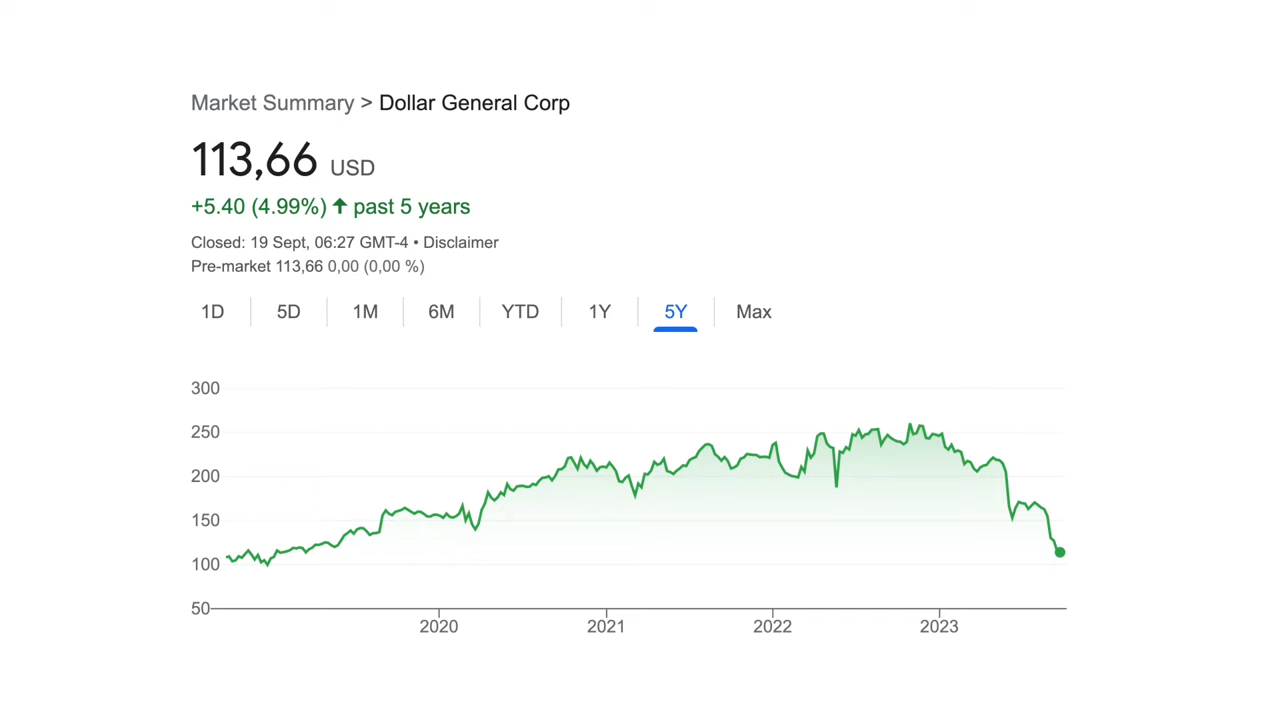 Market Summary > Dollar General Corp
113,66 USD
+5.40 (4.99%) ↑ past 5 years
Closed: 19 Sept, 06:27 GMT-4 • Disclaimer
Pre-market 113,66 0,00 (0,00 %)
1D 5D 1M 6M YTD 1Y 5Y Max
300
250
200
150
100
50
2020 2021 2022 2023